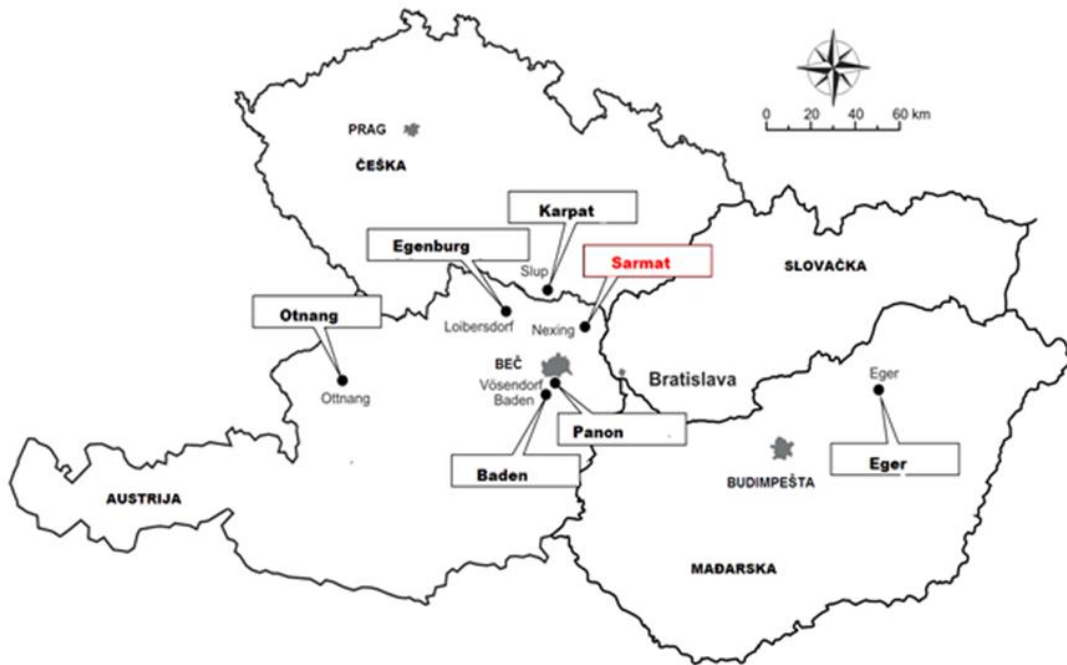 0 20 40 60 km
PRAG
ČEŠKA
Karpat
Egenburg
Sarmat
SLOVAČKA
Slup
Otnang
Loibersdorf
Nexing
BEČ
Bratislava
Eger
Vösendorf
Ottnang
Baden
Panon
Baden
Eger
BUDIMPEŠTA
AUSTRIJA
MAĐARSKA